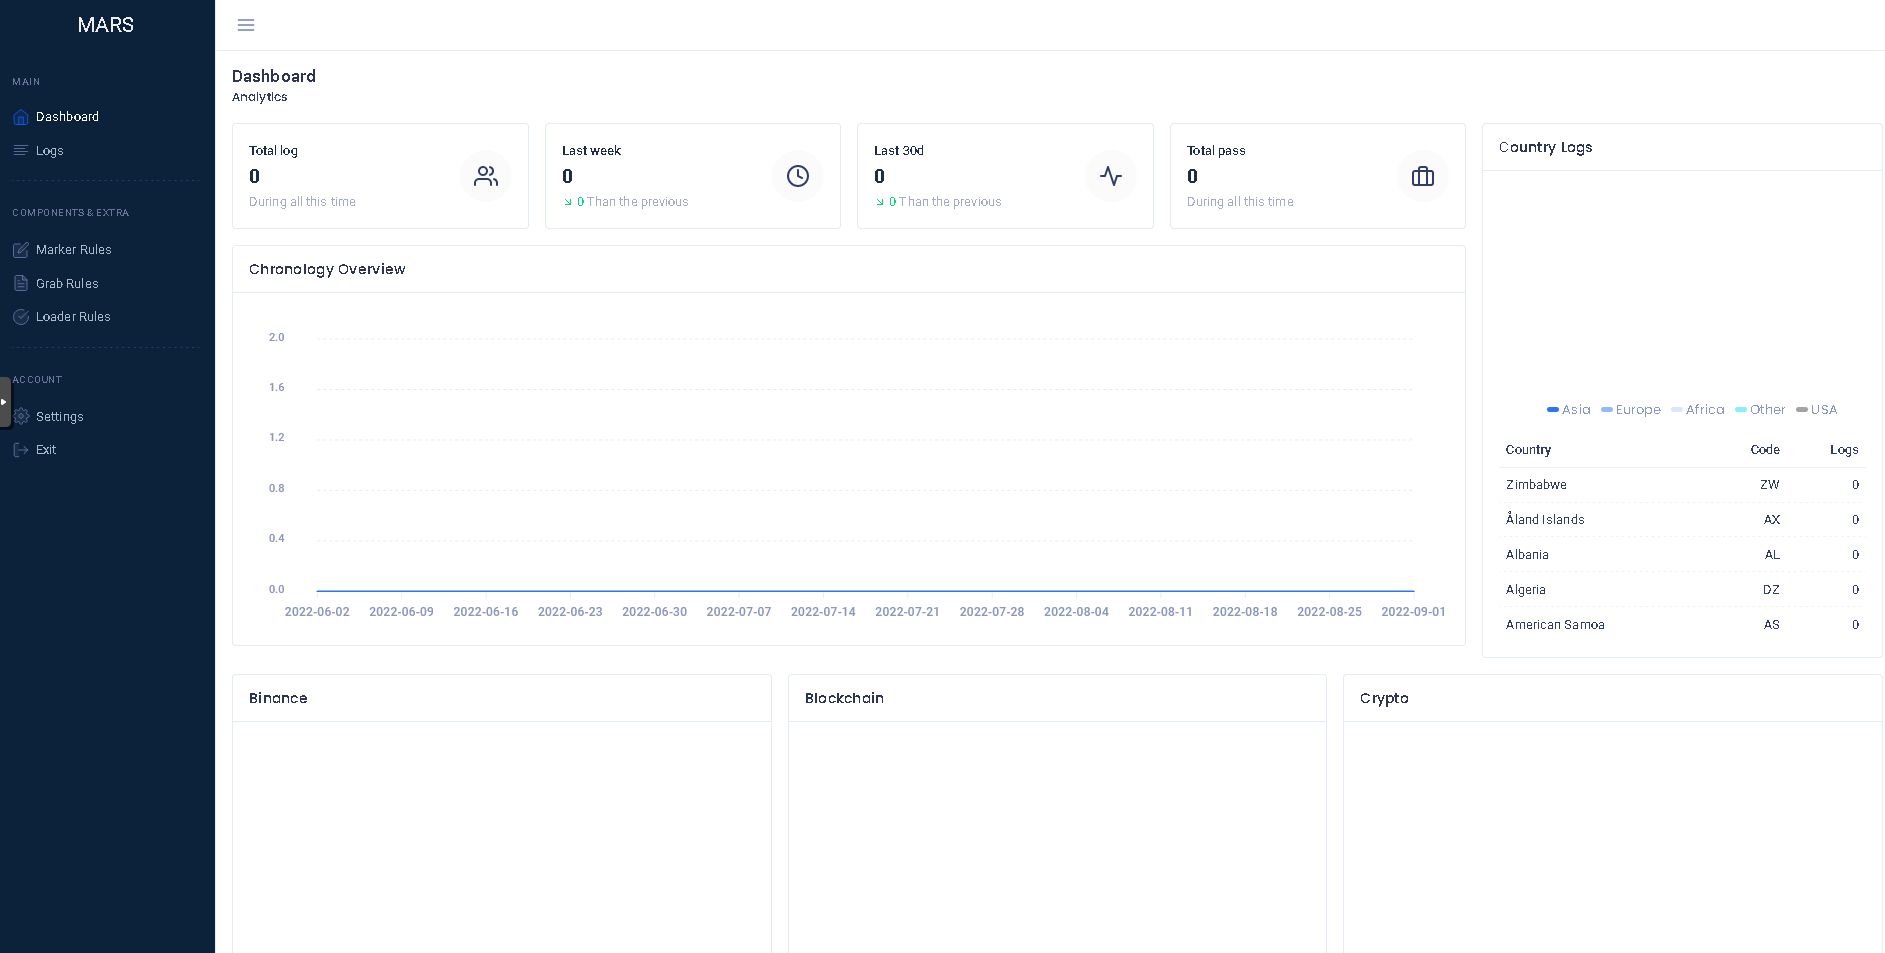 MARS
MAIN
Dashboard
Logs
COMPONENTS & EXTRA
Marker Rules
Grab Rules
Loader Rules
ACCOUNT
Settings
Exit
Dashboard
Analytics
Total log
0
During all this time
Last week
0
0 Than the previous
Last 30d
0
0 Than the previous
Total pass
0
During all this time
Chronology Overview
2.0
1.6
1.2
0.8
0.4
0.0
2022-06-02 2022-06-09 2022-06-16 2022-06-23 2022-06-30 2022-07-07 2022-07-14 2022-07-21 2022-07-28 2022-08-04 2022-08-11 2022-08-18 2022-08-25 2022-09-01
Country Logs
Asia Europe Africa Other USA
Country Code Logs
Zimbabwe ZW 0
Åland Islands AX 0
Albania AL 0
Algeria DZ 0
American Samoa AS 0
Binance
Blockchain
Crypto